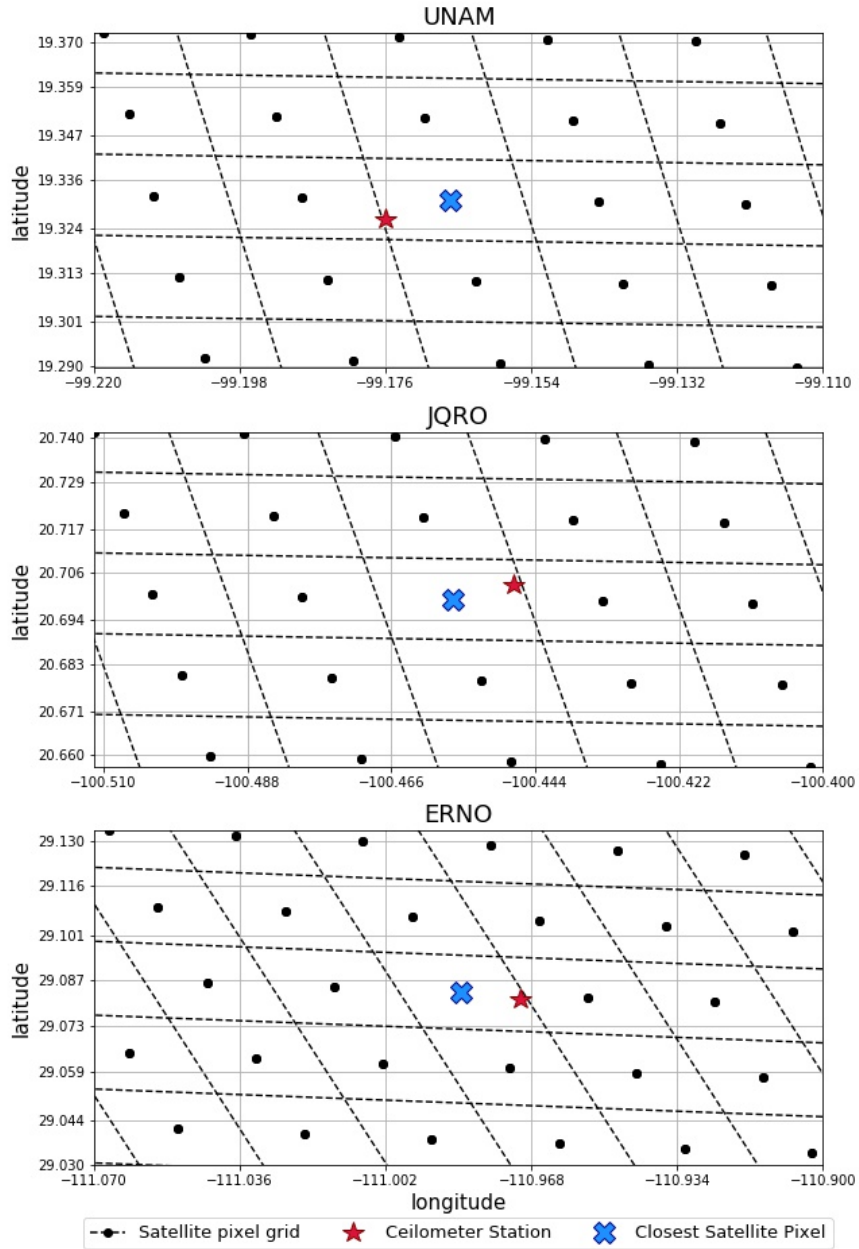 UNAM
latitude
19.370
19.359
19.347
19.336
19.324
19.313
19.301
19.290
−99.220 −99.198 −99.176 −99.154 −99.132 −99.110
JQRO
latitude
20.740
20.729
20.717
20.706
20.694
20.683
20.671
20.660
−100.510 −100.488 −100.466 −100.444 −100.422 −100.400
ERNO
latitude
29.130
29.116
29.101
29.087
29.073
29.059
29.044
29.030
−111.070 −111.036 −111.002 −110.968 −110.934 −110.900
longitude
Satellite pixel grid Ceilometer Station Closest Satellite Pixel